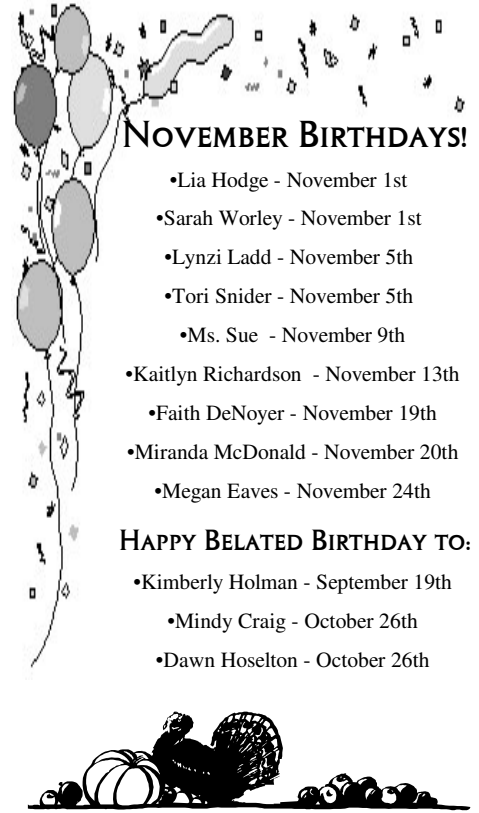 November Birthdays!
•Lia Hodge - November 1st
•Sarah Worley - November 1st
•Lynzi Ladd - November 5th
•Tori Snider - November 5th
•Ms. Sue  - November 9th
•Kaitlyn Richardson  - November 13th
•Faith DeNoyer - November 19th
•Miranda McDonald - November 20th
•Megan Eaves - November 24th
Happy Belated Birthday to:
•Kimberly Holman - September 19th
•Mindy Craig - October 26th
•Dawn Hoselton - October 26th